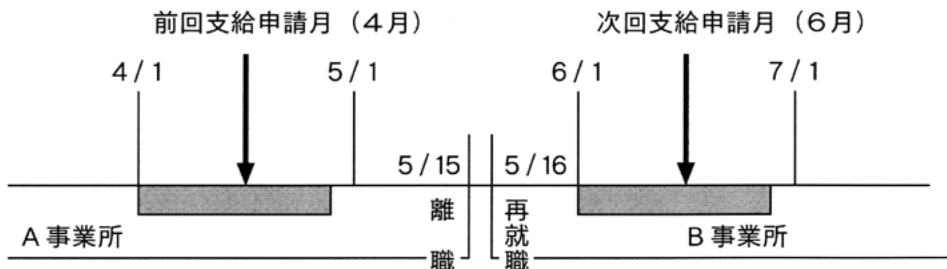 前回支給申請月（4月）
次回支給申請月（6月）
4/1
5/1
6/1
7/1
5/15
5/16
離職
再就職
A事業所
B事業所